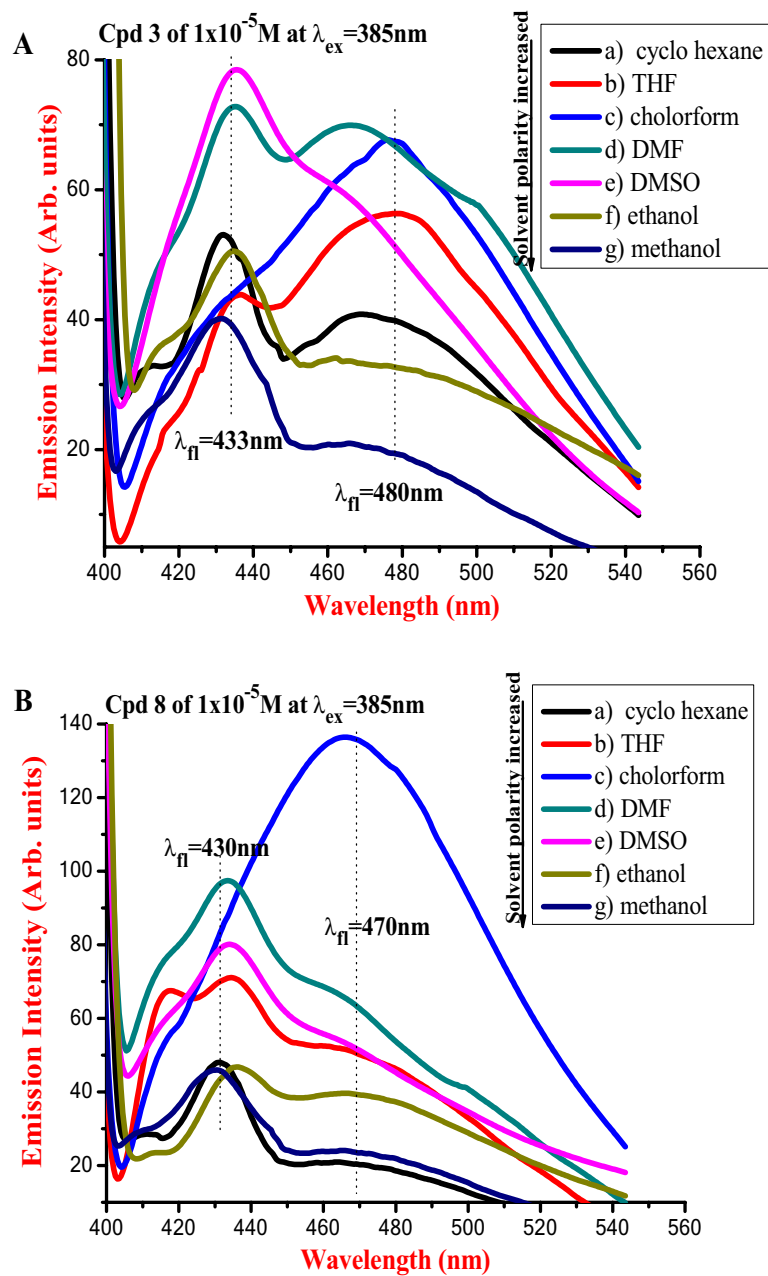 A
Cpd 3 of 1x10⁻⁵M at λex=385nm
80
60
40
20
Emission Intensity (Arb. units)
Solvent polarity increased
a) cyclo hexane
b) THF
c) cholorform
d) DMF
e) DMSO
f) ethanol
g) methanol
λfl=433nm
λfl=480nm
400 420 440 460 480 500 520 540 560
Wavelength (nm)
B
Cpd 8 of 1x10⁻⁵M at λex=385nm
140
120
100
80
60
40
20
Emission Intensity (Arb. units)
Solvent polarity increased
a) cyclo hexane
b) THF
c) cholorform
d) DMF
e) DMSO
f) ethanol
g) methanol
λfl=430nm
λfl=470nm
400 420 440 460 480 500 520 540 560
Wavelength (nm)